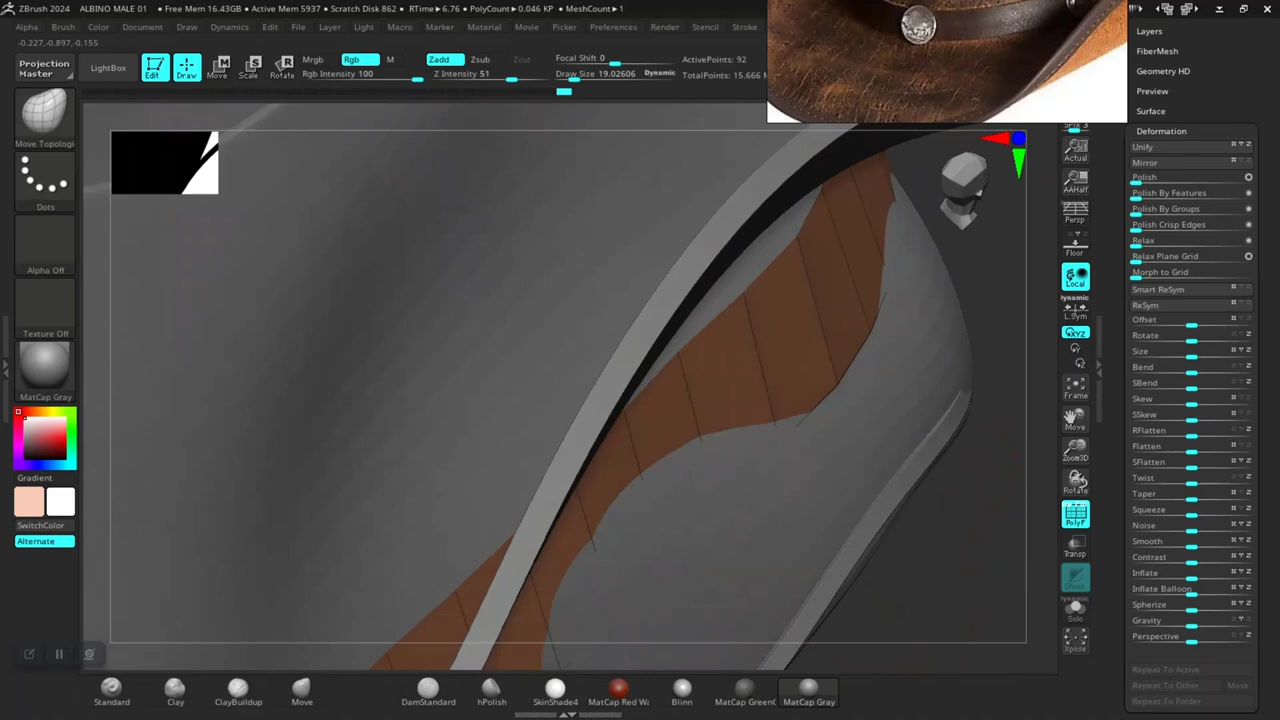 ZBrush 2024
ALBINO MALE 01
• Free Mem 16.43GB • Active Mem 5937 • Scratch Disk 862 • RTime▶6.76 PolyCount▶0.046 KP • MeshCount▶1
Alpha Brush Color Document Draw Dynamics Edit File Layer Light Macro Marker Material Movie Picker Preferences Render Stencil Stroke
-0.227,-0.897,-0.155
Projection Master
LightBox
Edit
Draw
Move
Scale
Rotate
Mrgb
Rgb
M
Rgb Intensity 100
Zadd
Zsub
Zcut
Z Intensity 51
Focal Shift 0
Draw Size 19.02606
Dynamic
ActivePoints: 92
TotalPoints: 15.666
Move Topologi
Dots
Alpha Off
Texture Off
MatCap Gray
Gradient
SwitchColor
Alternate
SPix 3
Actual
AAHalf
Dynamic
Persp
Floor
Local
Dynamic
L.Sym
XYZ
Frame
Move
Zoom3D
Rotate
PolyF
Transp
Ghost
Dynamic
Solo
Xpose
Layers
FiberMesh
Geometry HD
Preview
Surface
Deformation
Unify
Mirror
Polish
Polish By Features
Polish By Groups
Polish Crisp Edges
Relax
Relax Plane Grid
Morph to Grid
Smart ReSym
ReSym
Offset
Rotate
Size
Bend
SBend
Skew
SSkew
RFlatten
Flatten
SFlatten
Twist
Taper
Squeeze
Noise
Smooth
Contrast
Inflate
Inflate Balloon
Spherize
Gravity
Perspective
Repeat To Active
Repeat To Other
Mask
Repeat To Folder
Standard
Clay
ClayBuildup
Move
DamStandard
hPolish
SkinShade4
MatCap Red Wa
Blinn
MatCap GreenC
MatCap Gray